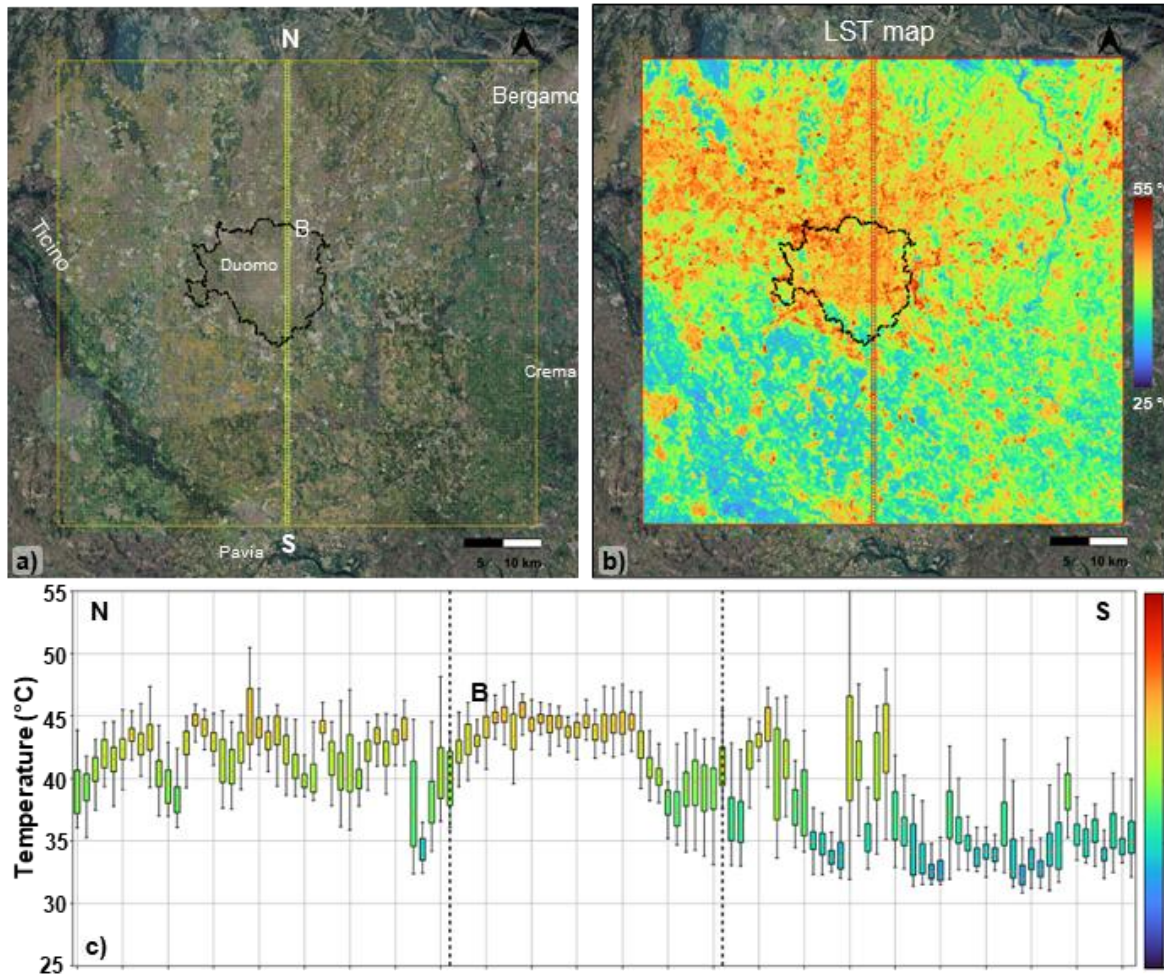 N
Bergamo
Ticino
B
Duomo
Crema
S
Pavia
5 10 km
a)
LST map
55 °
25 °
5 10 km
b)
Temperature (°C)
55
50
45
40
35
30
25
N
B
S
c)